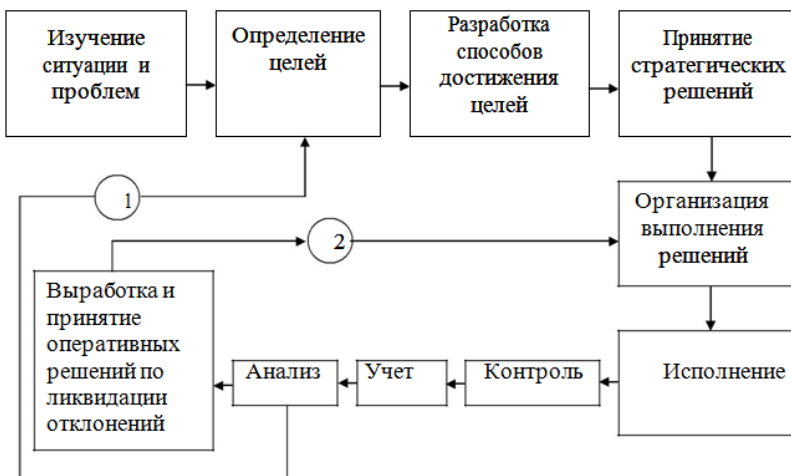 Изучение
ситуации и
проблем
Определение
целей
Разработка
способов
достижения
целей
Принятие
стратегических
решений
1
Организация
выполнения
решений
2
Выработка и
принятие
оперативных
решений по
ликвидации
отклонений
Анализ
Учет
Контроль
Исполнение